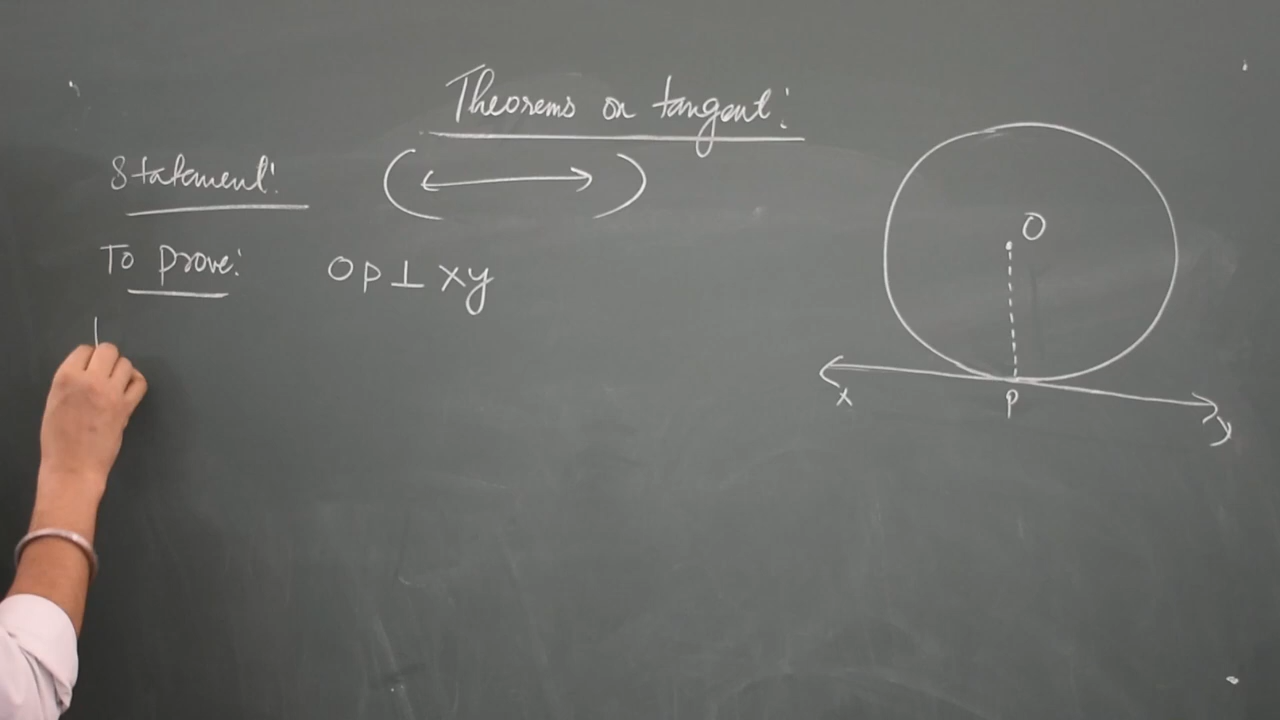 Theorems on tangent:
Statement: ( ↔ )
To prove: OP ⊥ xy
O
x P y